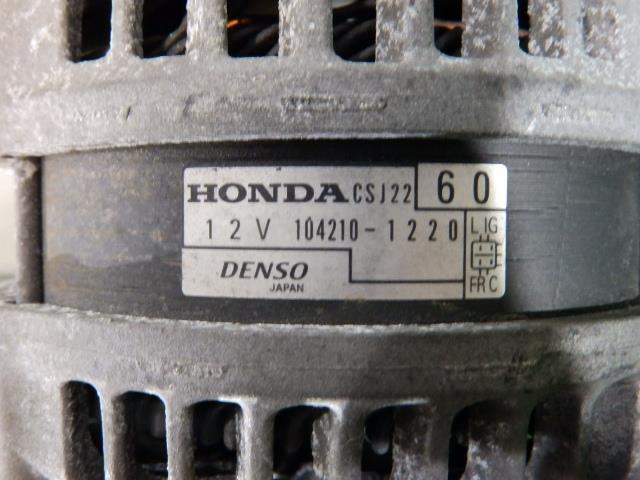 HONDA CSJ22 60
12V 104210-1220
L IG
DENSO
JAPAN
FR C